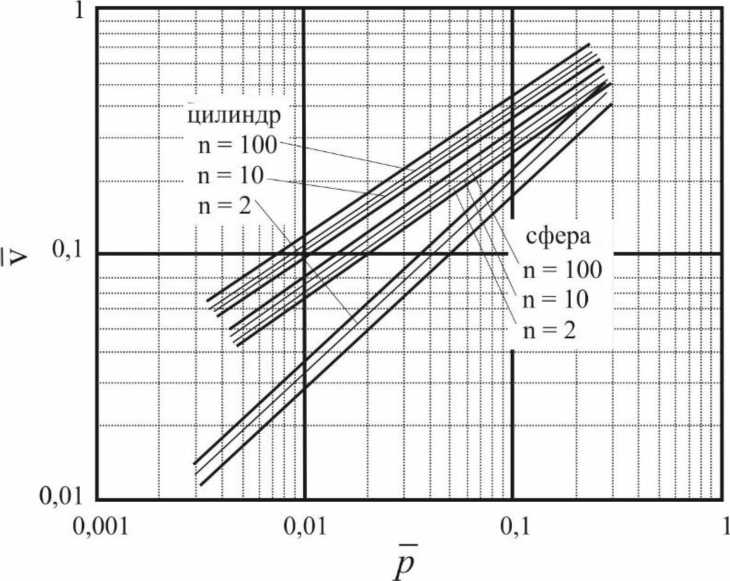 1
цилиндр
n = 100
n = 10
n = 2
сфера
n = 100
n = 10
n = 2
0,1
v̅
0,01
0,001
0,01
0,1
1
p̅